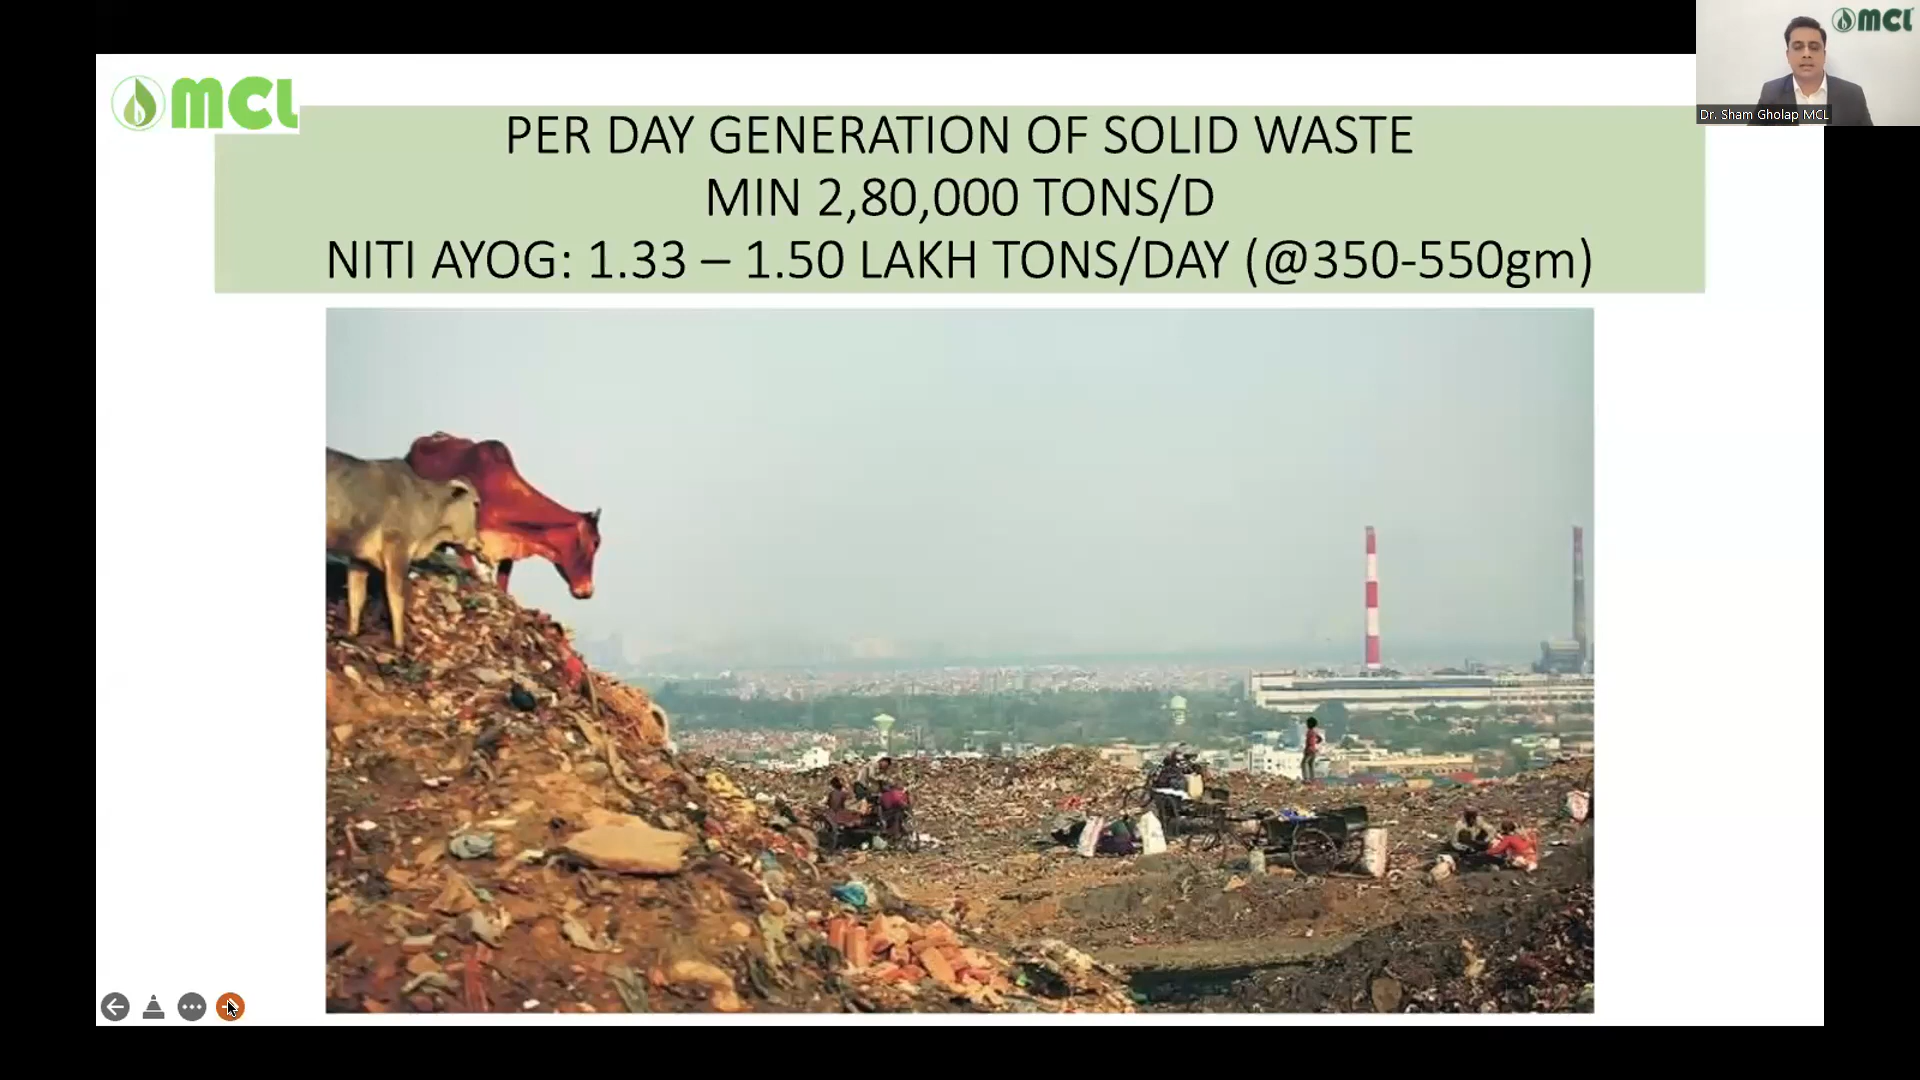 MCL
PER DAY GENERATION OF SOLID WASTE
MIN 2,80,000 TONS/D
NITI AYOG: 1.33 – 1.50 LAKH TONS/DAY (@350-550gm)
mcl
Dr. Sham Gholap MCL